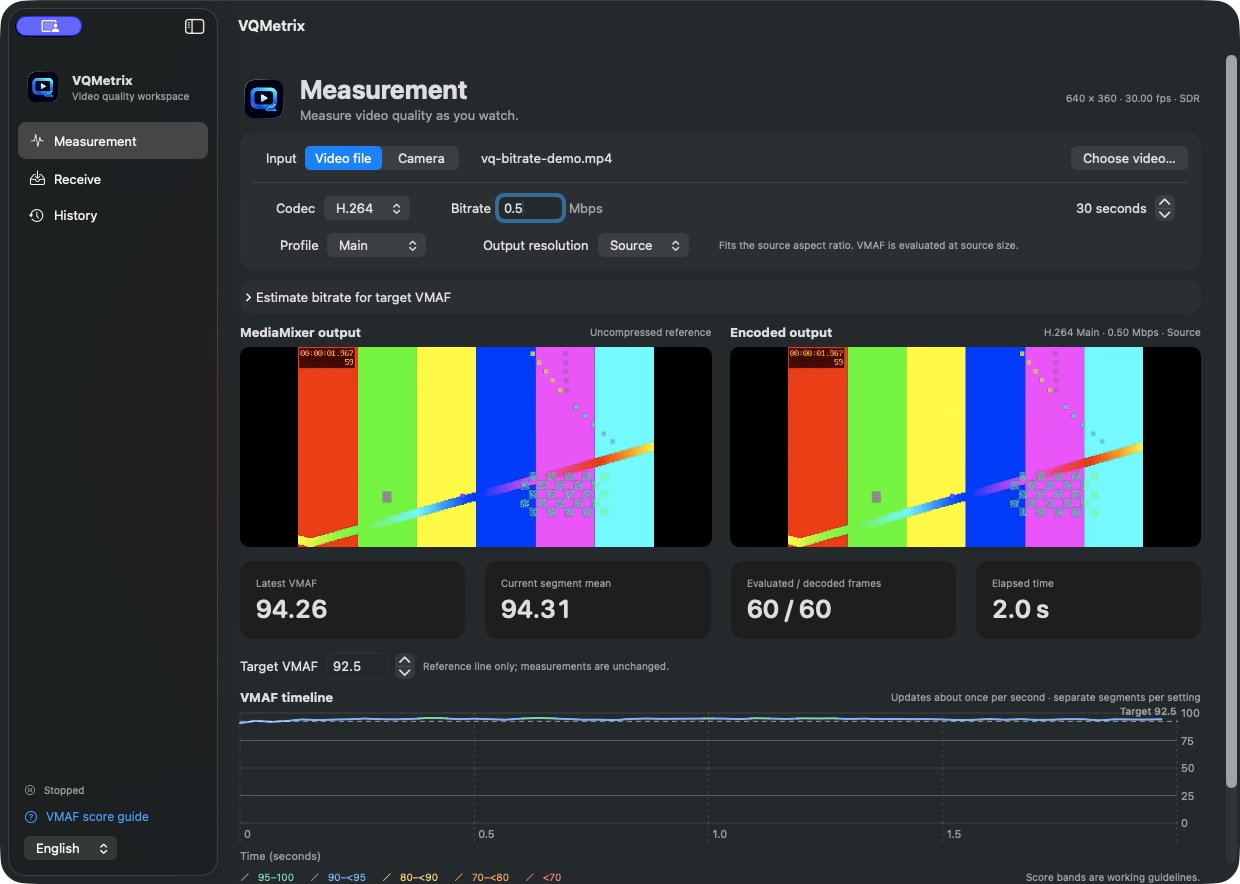 VQMetrix
VQMetrix
Video quality workspace
Measurement
Receive
History
Stopped
VMAF score guide
English
Measurement
Measure video quality as you watch.
640 × 360 · 30.00 fps · SDR
Input Video file Camera vq-bitrate-demo.mp4 Choose video...
Codec H.264 Bitrate 0.5 Mbps 30 seconds
Profile Main Output resolution Source Fits the source aspect ratio. VMAF is evaluated at source size.
Estimate bitrate for target VMAF
MediaMixer output Uncompressed reference
Encoded output H.264 Main · 0.50 Mbps · Source
00:00:01.967
59
00:00:01.967
59
Latest VMAF
94.26
Current segment mean
94.31
Evaluated / decoded frames
60 / 60
Elapsed time
2.0 s
Target VMAF 92.5 Reference line only; measurements are unchanged.
VMAF timeline Updates about once per second · separate segments per setting
Target 92.5 100
75
50
25
0
0 0.5 1.0 1.5
Time (seconds)
95–100 90–<95 80–<90 70–<80 <70 Score bands are working guidelines.